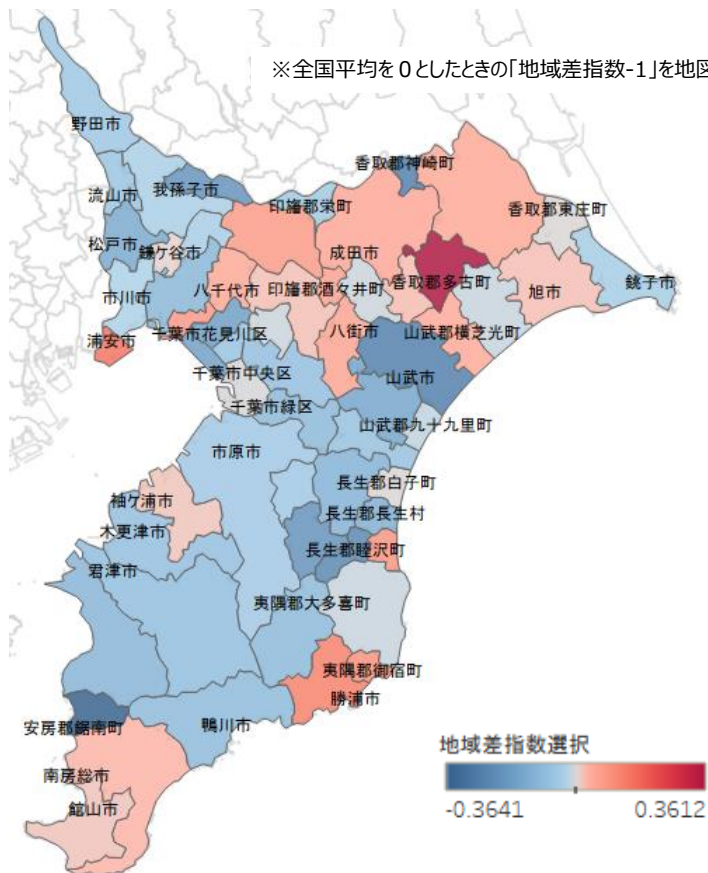 ※全国平均を０としたときの「地域差指数-1」を地図
野田市
香取郡神崎町
流山市
我孫子市
印旛郡栄町
香取郡東庄町
松戸市
鎌ケ谷市
成田市
市川市
八千代市
印旛郡酒々井町
香取郡多古町
旭市
銚子市
浦安市
千葉市花見川区
八街市
山武郡横芝光町
千葉市中央区
山武市
千葉市緑区
山武郡九十九里町
市原市
長生郡白子町
袖ケ浦市
長生郡長生村
木更津市
長生郡睦沢町
君津市
夷隅郡大多喜町
夷隅郡御宿町
勝浦市
安房郡鋸南町
鴨川市
南房総市
館山市
地域差指数選択
-0.3641
0.3612